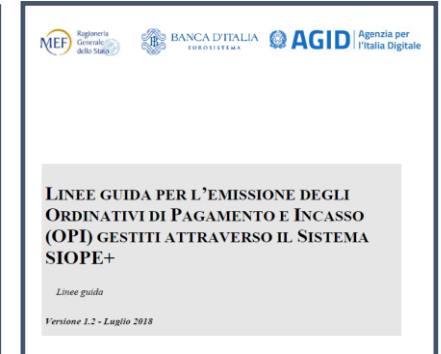 MEF Ragioneria
Generale
dello Stato
BANCA D'ITALIA
EUROSISTEMA
AGID Agenzia per
l'Italia Digitale
LINEE GUIDA PER L'EMISSIONE DEGLI
ORDINATIVI DI PAGAMENTO E INCASSO
(OPI) GESTITI ATTRAVERSO IL SISTEMA
SIOPE+
Linee guida
Versione 1.2 - Luglio 2018